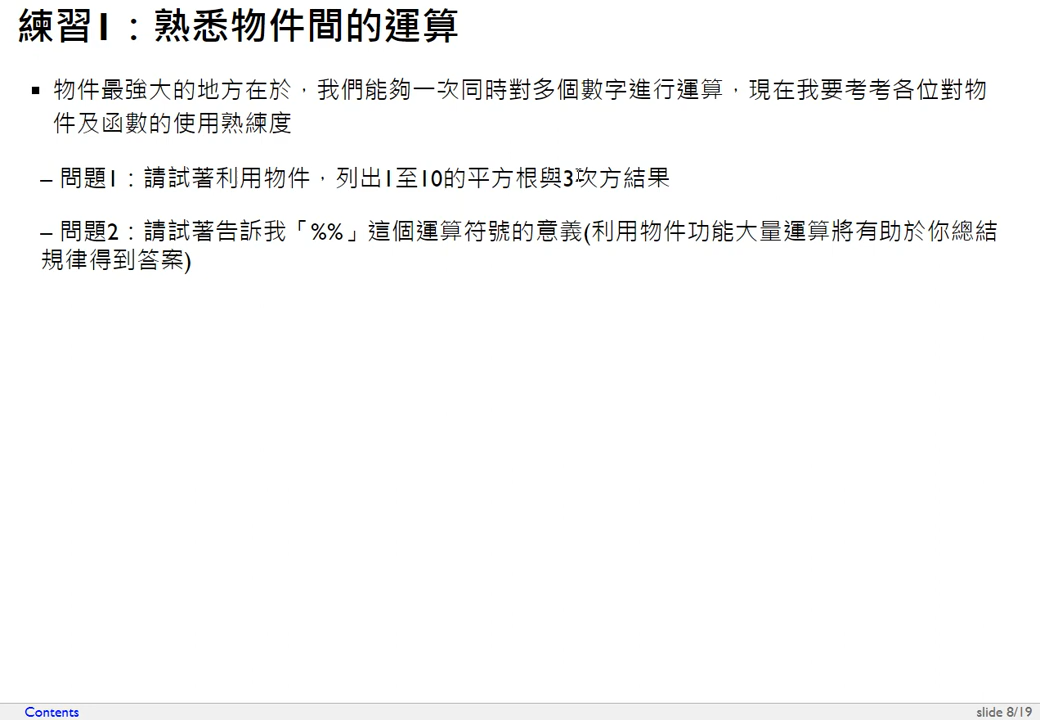 練習1：熟悉物件間的運算
▪ 物件最強大的地方在於，我們能夠一次同時對多個數字進行運算，現在我要考考各位對物
件及函數的使用熟練度
– 問題1：請試著利用物件，列出1至10的平方根與3次方結果
– 問題2：請試著告訴我「%%」這個運算符號的意義(利用物件功能大量運算將有助於你總結
規律得到答案)
Contents
slide 8/19